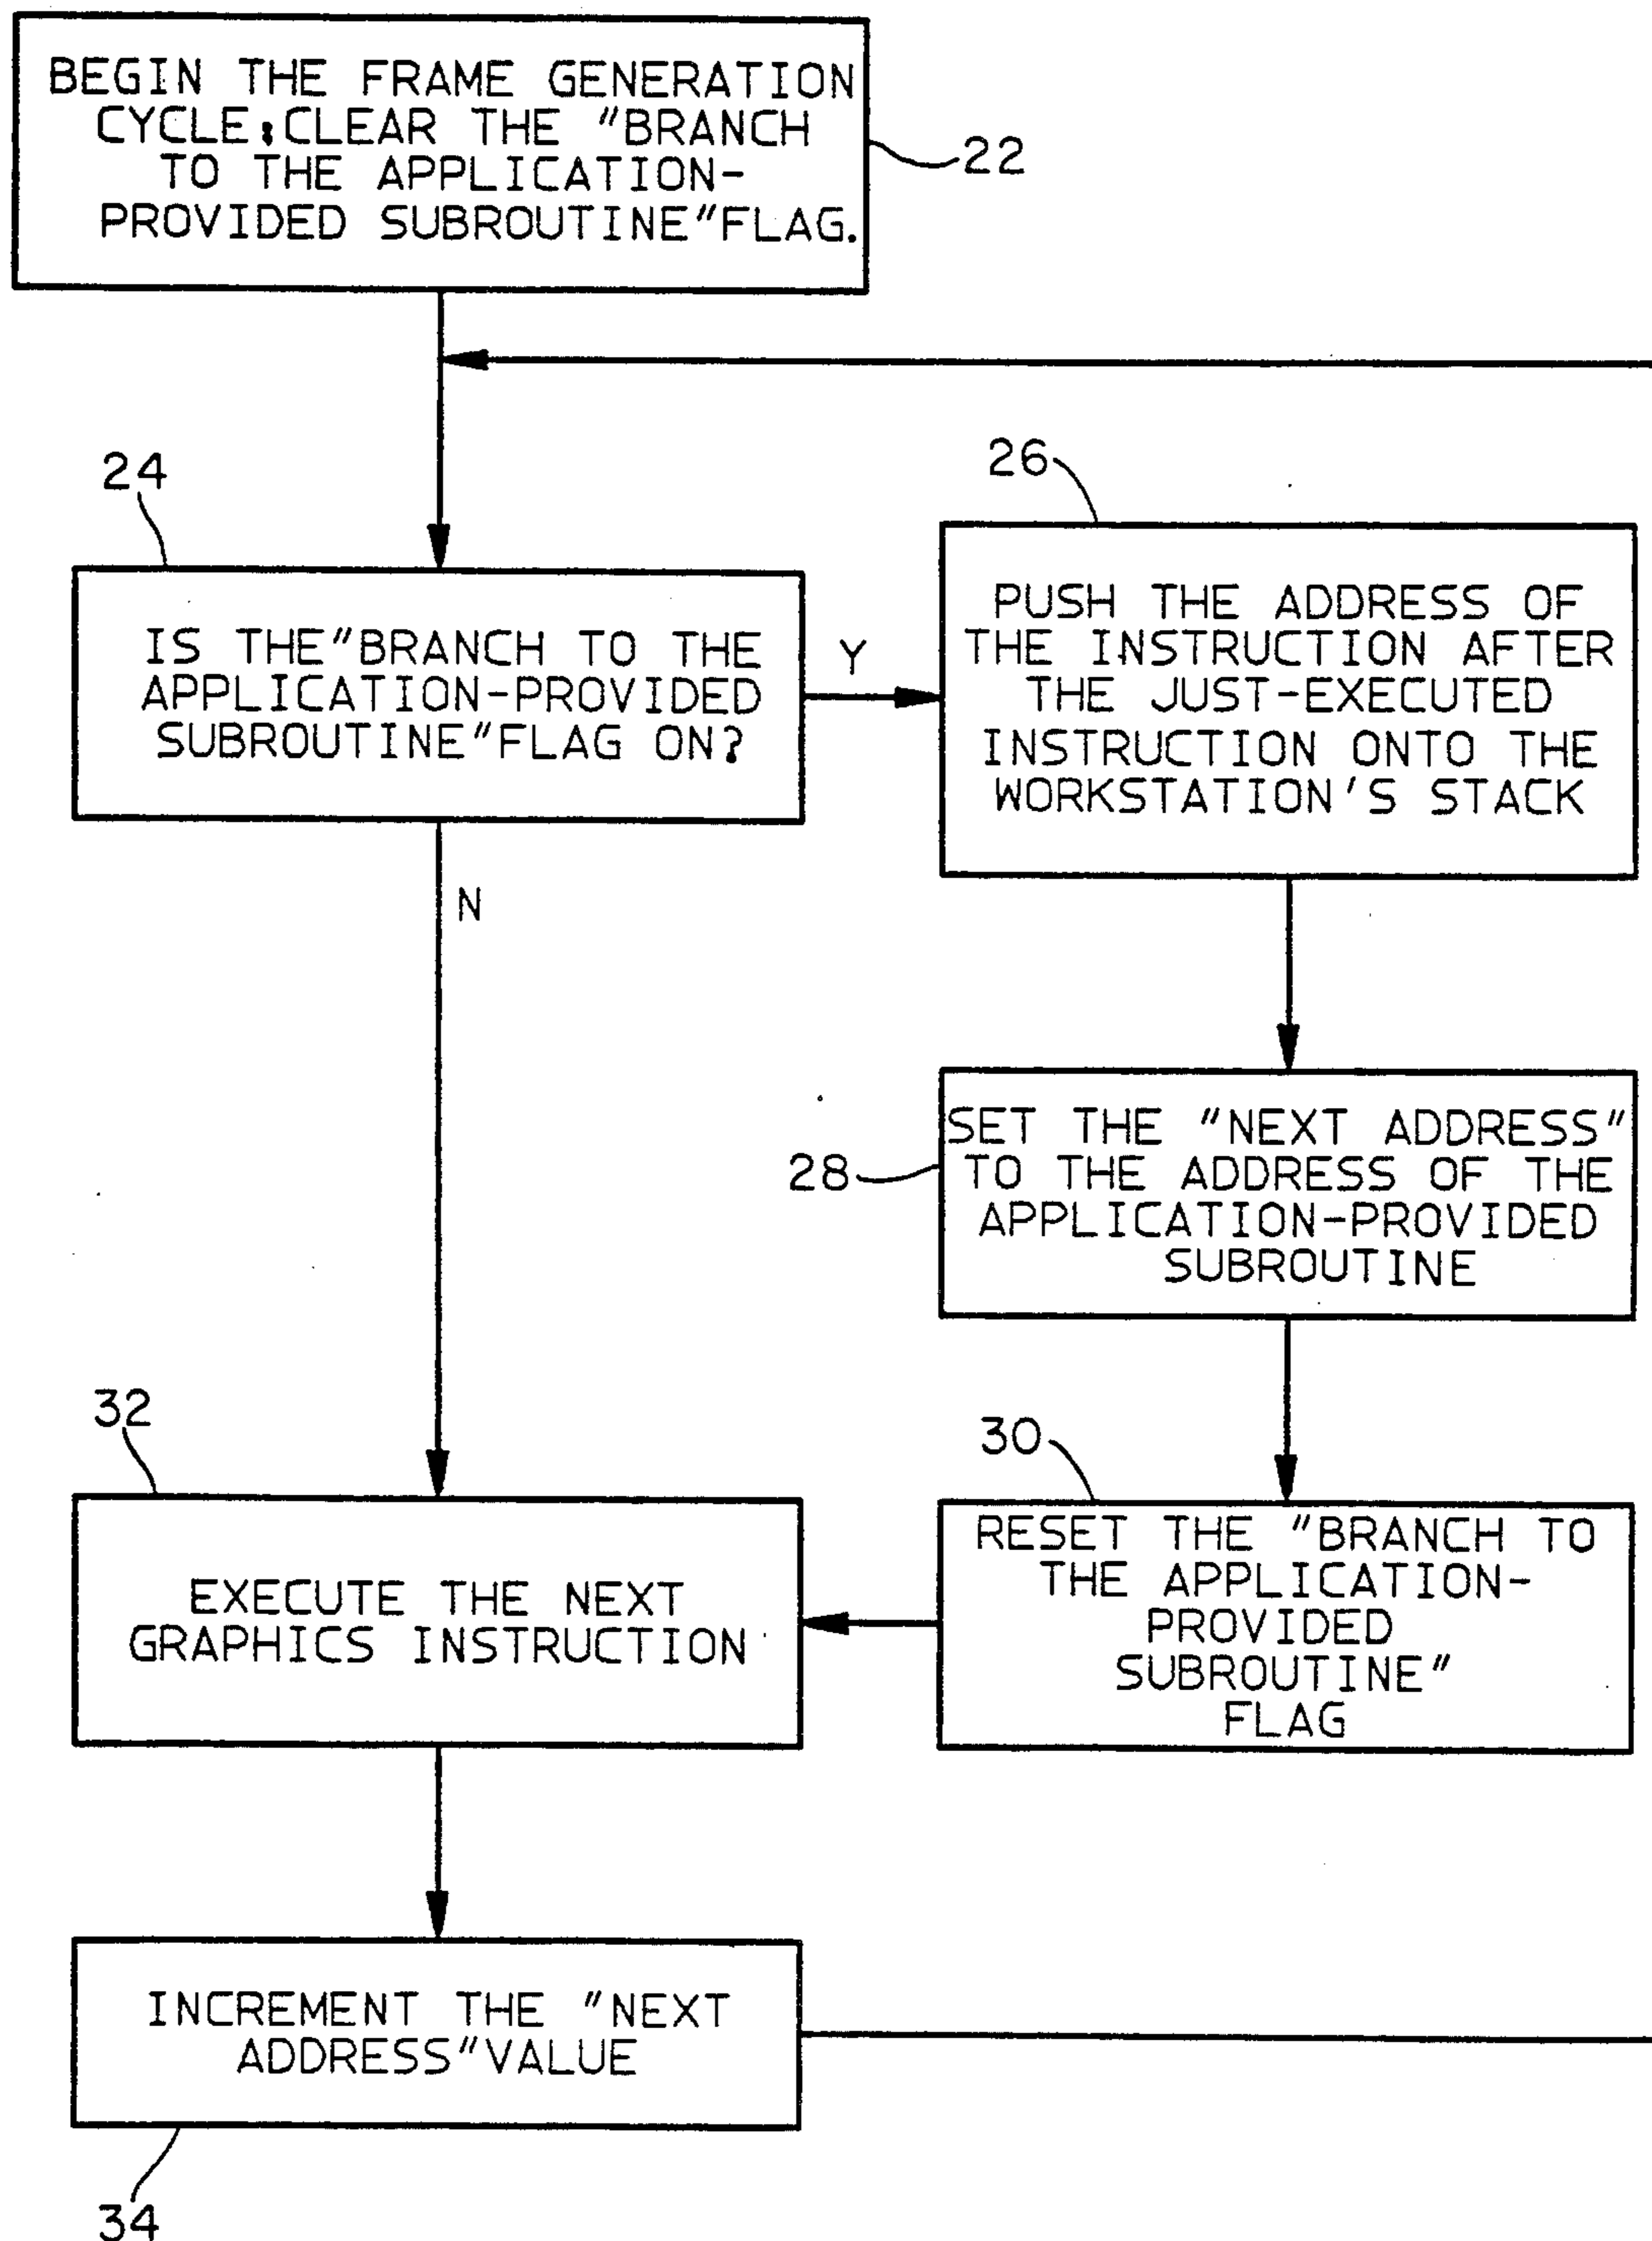 BEGIN THE FRAME GENERATION
CYCLE;CLEAR THE "BRANCH
TO THE APPLICATION-
PROVIDED SUBROUTINE"FLAG.
22
24
IS THE"BRANCH TO THE
APPLICATION-PROVIDED
SUBROUTINE"FLAG ON?
Y
N
26
PUSH THE ADDRESS OF
THE INSTRUCTION AFTER
THE JUST-EXECUTED
INSTRUCTION ONTO THE
WORKSTATION'S STACK
28
SET THE "NEXT ADDRESS"
TO THE ADDRESS OF THE
APPLICATION-PROVIDED
SUBROUTINE
30
RESET THE "BRANCH TO
THE APPLICATION-
PROVIDED
SUBROUTINE"
FLAG
32
EXECUTE THE NEXT
GRAPHICS INSTRUCTION
INCREMENT THE "NEXT
ADDRESS"VALUE
34